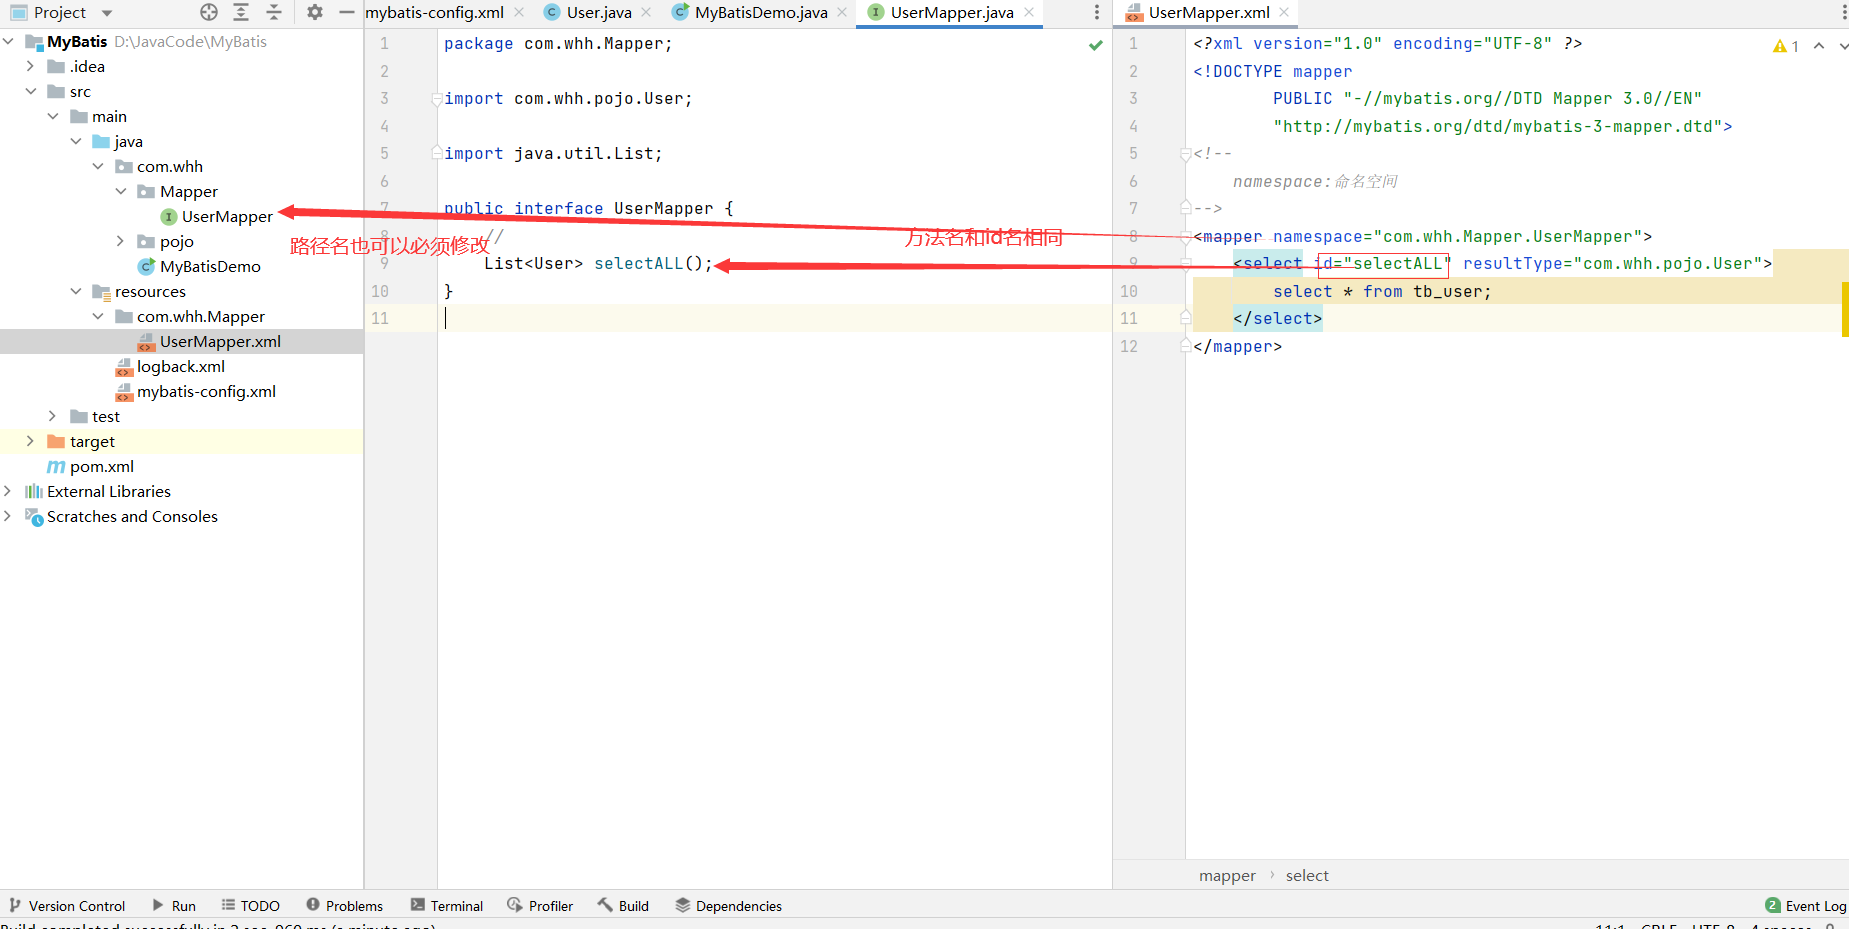 Project
mybatis-config.xml
User.java
MyBatisDemo.java
UserMapper.java
UserMapper.xml
MyBatis D:\JavaCode\MyBatis
.idea
src
main
java
com.whh
Mapper
UserMapper
pojo
MyBatisDemo
resources
com.whh.Mapper
UserMapper.xml
logback.xml
mybatis-config.xml
test
target
pom.xml
External Libraries
Scratches and Consoles
1 package com.whh.Mapper;
2
3 import com.whh.pojo.User;
4
5 import java.util.List;
6
7 public interface UserMapper {
8 //
9 List<User> selectALL();
10 }
11
路径名也可以必须修改
方法名和id名相同
1 <?xml version="1.0" encoding="UTF-8" ?>
2 <!DOCTYPE mapper
3 PUBLIC "-//mybatis.org//DTD Mapper 3.0//EN"
4 "http://mybatis.org/dtd/mybatis-3-mapper.dtd">
5 <!--
6 namespace:命名空间
7 -->
8 <mapper namespace="com.whh.Mapper.UserMapper">
9 <select id="selectALL" resultType="com.whh.pojo.User">
10 select * from tb_user;
11 </select>
12 </mapper>
1
mapper › select
Version Control
Run
TODO
Problems
Terminal
Profiler
Build
Dependencies
2 Event Log
Build completed successfully in 2 sec, 960 ms (a minute ago)
11:1 CRLF UTF-8 4 spaces